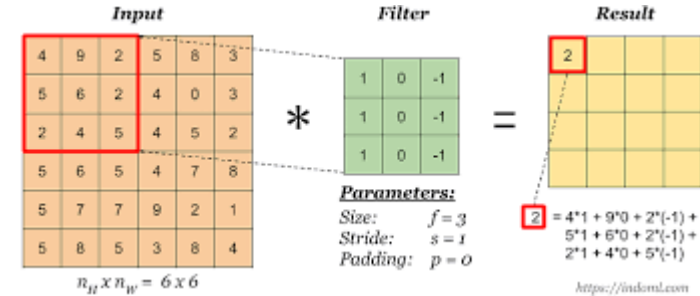 Input
Filter
Result
4 9 2 5 8 3
5 6 2 4 0 3
2 4 5 4 5 2
5 6 5 4 7 8
5 7 7 9 2 1
5 8 5 3 8 4
n_H x n_W = 6 x 6
*
1 0 -1
1 0 -1
1 0 -1
Parameters:
Size: f = 3
Stride: s = 1
Padding: p = 0
=
2
2 = 4*1 + 9*0 + 2*(-1) +
5*1 + 6*0 + 2*(-1) +
2*1 + 4*0 + 5*(-1)
https://indoml.com